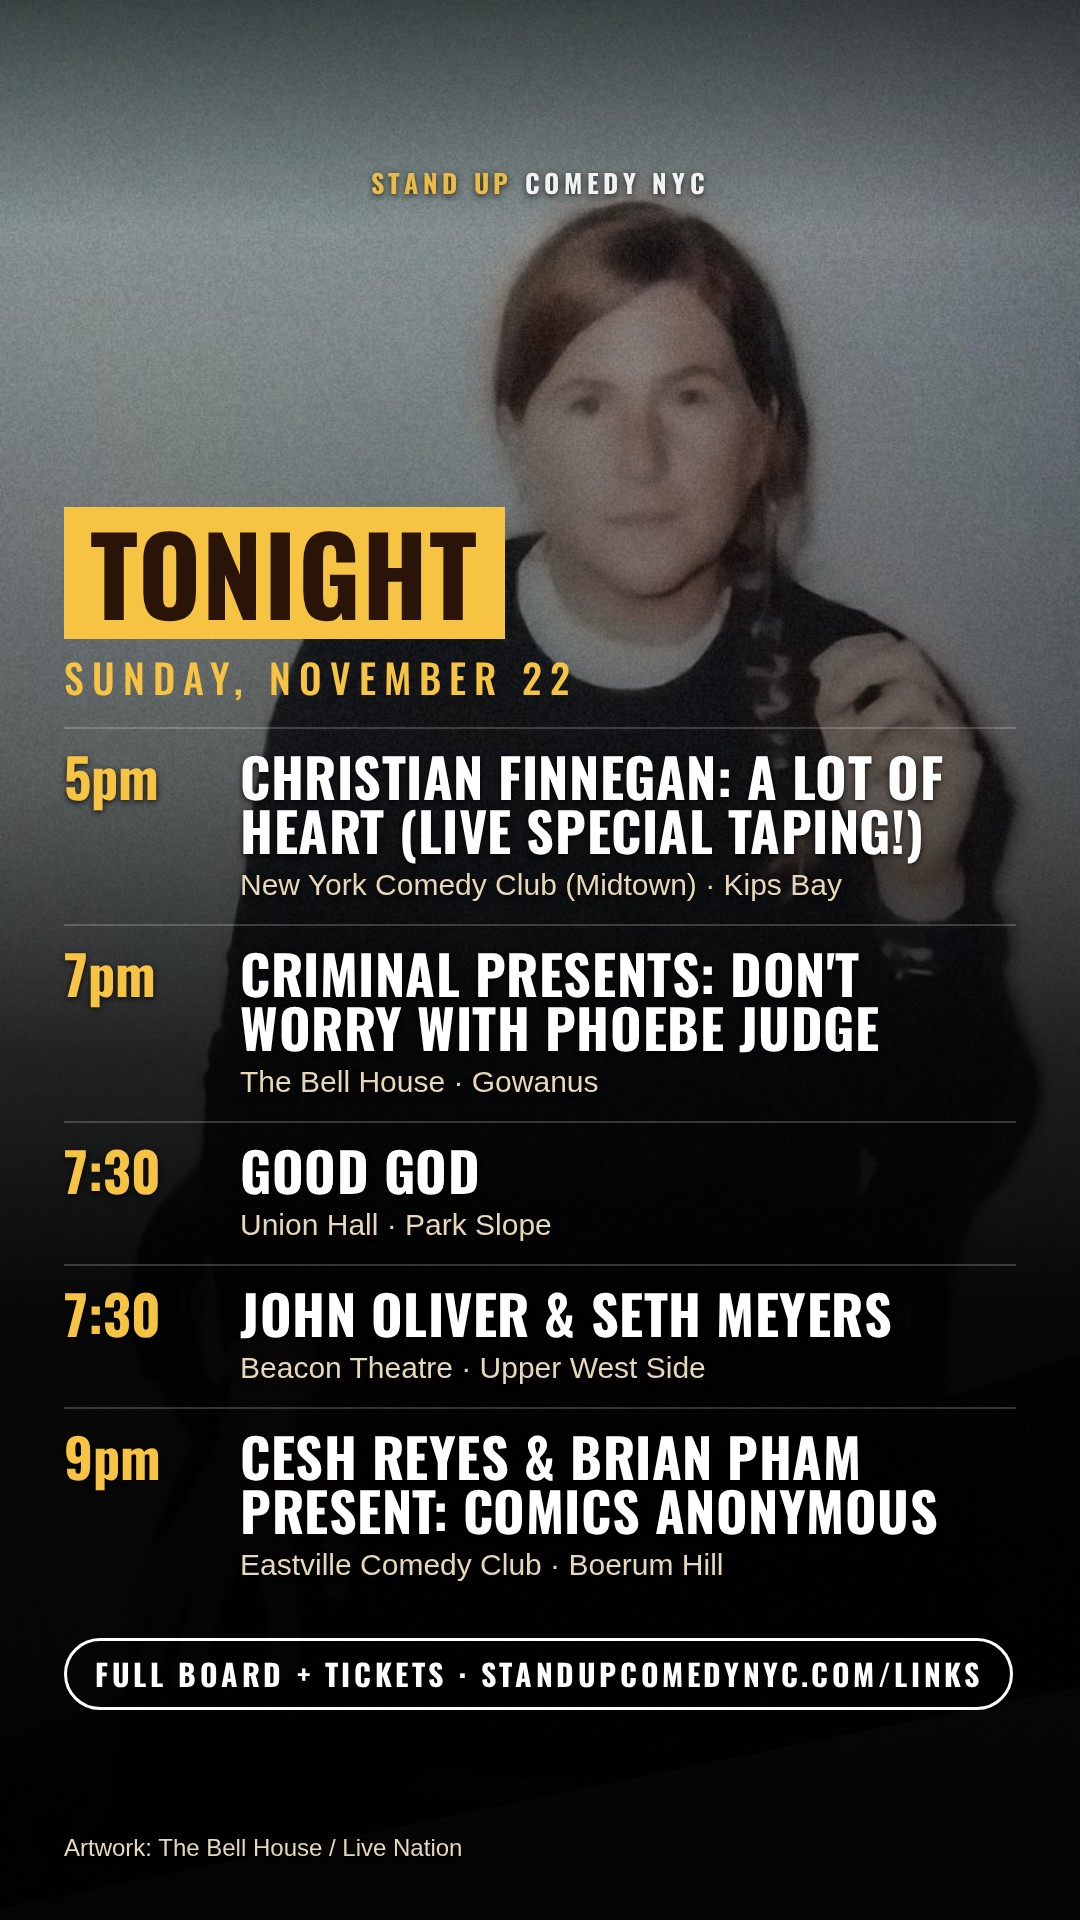 STAND UP COMEDY NYC
TONIGHT
SUNDAY, NOVEMBER 22
5pm
CHRISTIAN FINNEGAN: A LOT OF
HEART (LIVE SPECIAL TAPING!)
New York Comedy Club (Midtown) · Kips Bay
7pm
CRIMINAL PRESENTS: DON'T
WORRY WITH PHOEBE JUDGE
The Bell House · Gowanus
7:30
GOOD GOD
Union Hall · Park Slope
7:30
JOHN OLIVER & SETH MEYERS
Beacon Theatre · Upper West Side
9pm
CESH REYES & BRIAN PHAM
PRESENT: COMICS ANONYMOUS
Eastville Comedy Club · Boerum Hill
FULL BOARD + TICKETS · STANDUPCOMEDYNYC.COM/LINKS
Artwork: The Bell House / Live Nation